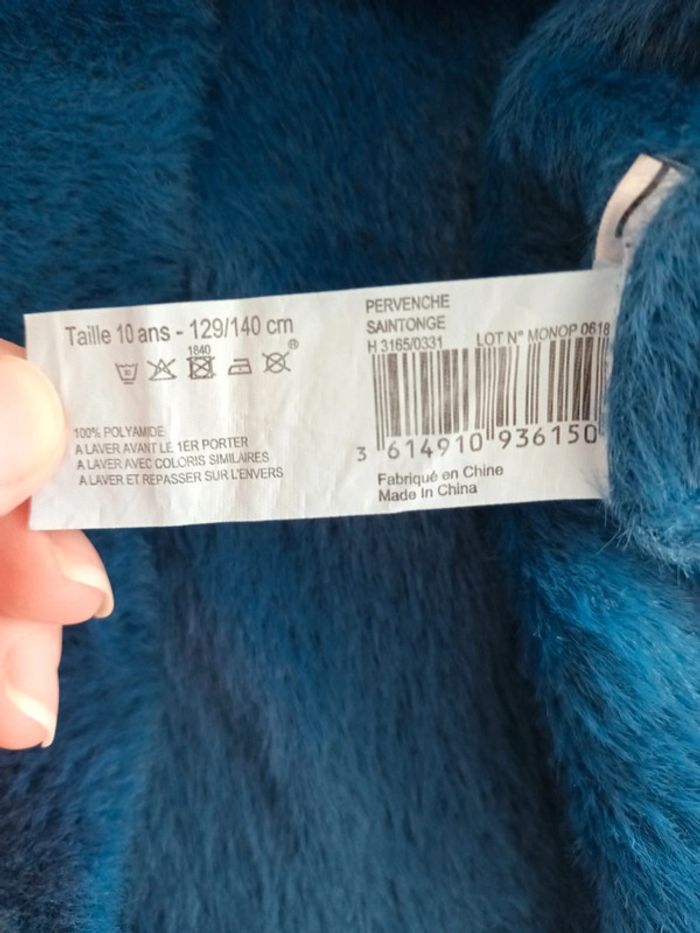 Taille 10 ans - 129/140 cm
1840
®
100% POLYAMIDE
A LAVER AVANT LE 1ER PORTER
A LAVER AVEC COLORIS SIMILAIRES
A LAVER ET REPASSER SUR L'ENVERS
PERVENCHE
SAINTONGE
H 3165/0331 LOT N° MONOP 0618
3 614910 936150
Fabriqué en Chine
Made In China